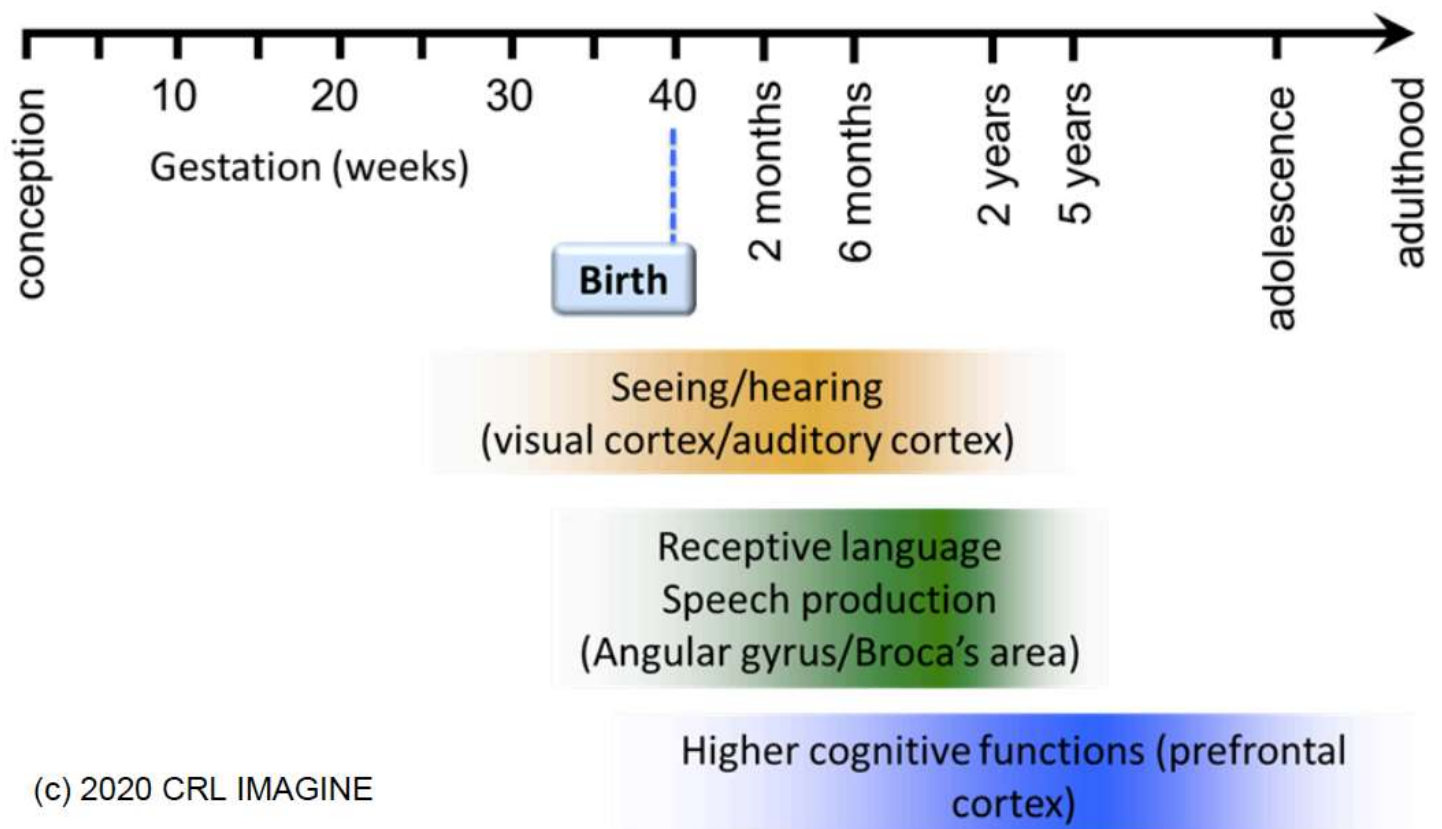 10
20
30
40
conception
Gestation (weeks)
2 months
6 months
2 years
5 years
adolescence
adulthood
Birth
Seeing/hearing
(visual cortex/auditory cortex)
Receptive language
Speech production
(Angular gyrus/Broca’s area)
Higher cognitive functions (prefrontal
cortex)
(c) 2020 CRL IMAGINE